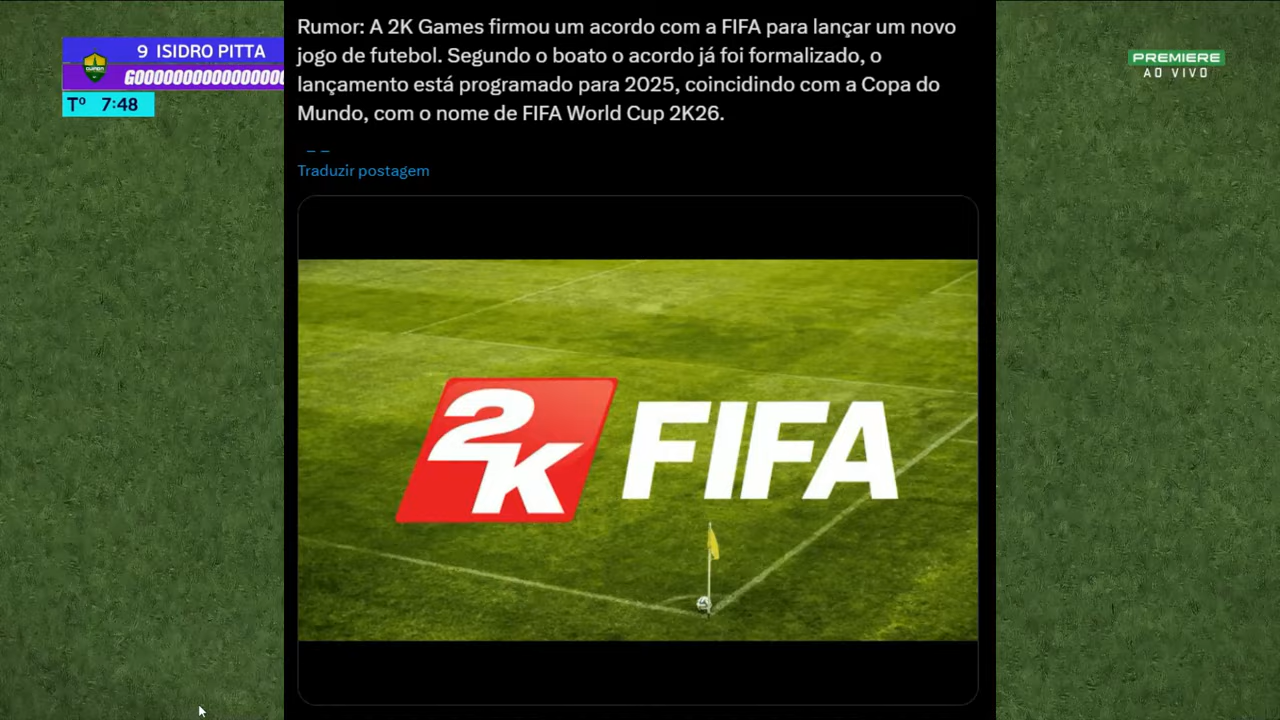 9 ISIDRO PITTA
GOOOOOOOOOOOOOOOO
Tº 7:48
PREMIERE
AO VIVO
Rumor: A 2K Games firmou um acordo com a FIFA para lançar um novo
jogo de futebol. Segundo o boato o acordo já foi formalizado, o
lançamento está programado para 2025, coincidindo com a Copa do
Mundo, com o nome de FIFA World Cup 2K26.
Traduzir postagem
2K FIFA